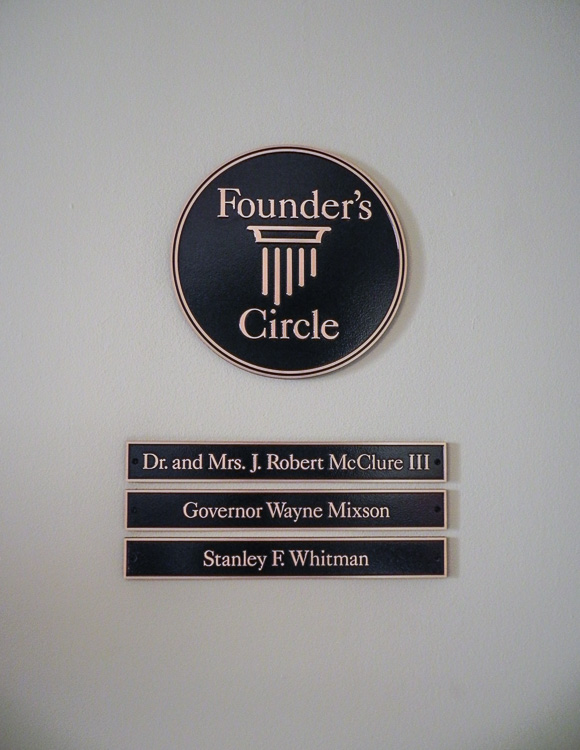 Founder's
Circle
Dr. and Mrs. J. Robert McClure III
Governor Wayne Mixson
Stanley F. Whitman